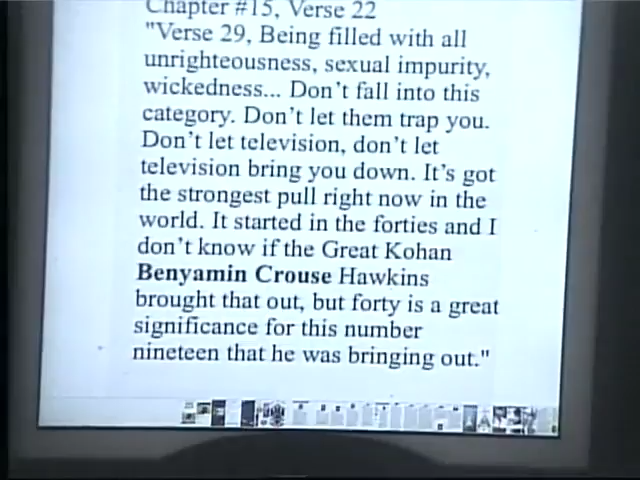 Chapter #15, Verse 22
"Verse 29, Being filled with all
unrighteousness, sexual impurity,
wickedness... Don't fall into this
category. Don't let them trap you.
Don't let television, don't let
television bring you down. It's got
the strongest pull right now in the
world. It started in the forties and I
don't know if the Great Kohan
Benyamin Crouse Hawkins
brought that out, but forty is a great
significance for this number
nineteen that he was bringing out."